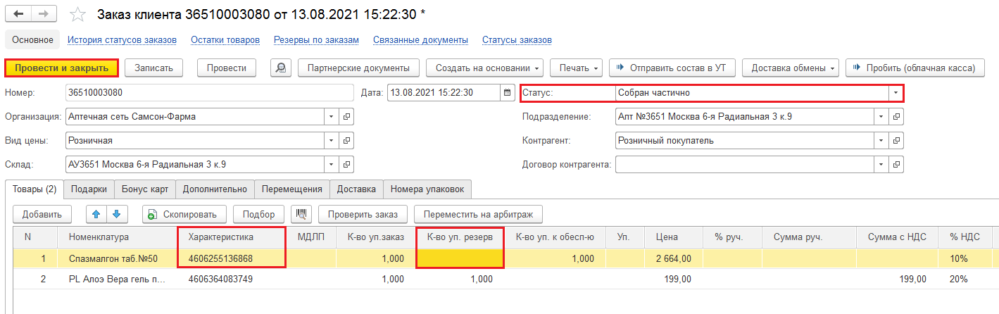 Заказ клиента 36510003080 от 13.08.2021 15:22:30 *
Основное История статусов заказов Остатки товаров Резервы по заказам Связанные документы Статусы заказов
Провести и закрыть Записать Провести Партнерские документы Создать на основании Печать Отправить состав в УТ Доставка обмены Пробить (облачная касса)
Номер: 36510003080 Дата: 13.08.2021 15:22:30 Статус: Собран частично
Организация: Аптечная сеть Самсон-Фарма Подразделение: Апт №3651 Москва 6-я Радиальная 3 к.9
Вид цены: Розничная Контрагент: Розничный покупатель
Склад: АУ3651 Москва 6-я Радиальная 3 к.9 Договор контрагента:
Товары (2) Подарки Бонус карт Дополнительно Перемещения Доставка Номера упаковок
Добавить Скопировать Подбор Проверить заказ Переместить на арбитраж
N Номенклатура Характеристика МДЛП К-во уп.заказ К-во уп. резерв К-во уп. к обесп-ю Уп. Цена % руч. Сумма руч. Сумма с НДС % НДС
1 Спазмалгон таб.№50 4606255136868 1,000 1,000 2 664,00 10%
2 PL Алоэ Вера гель п... 4606364083749 1,000 1,000 199,00 199,00 20%